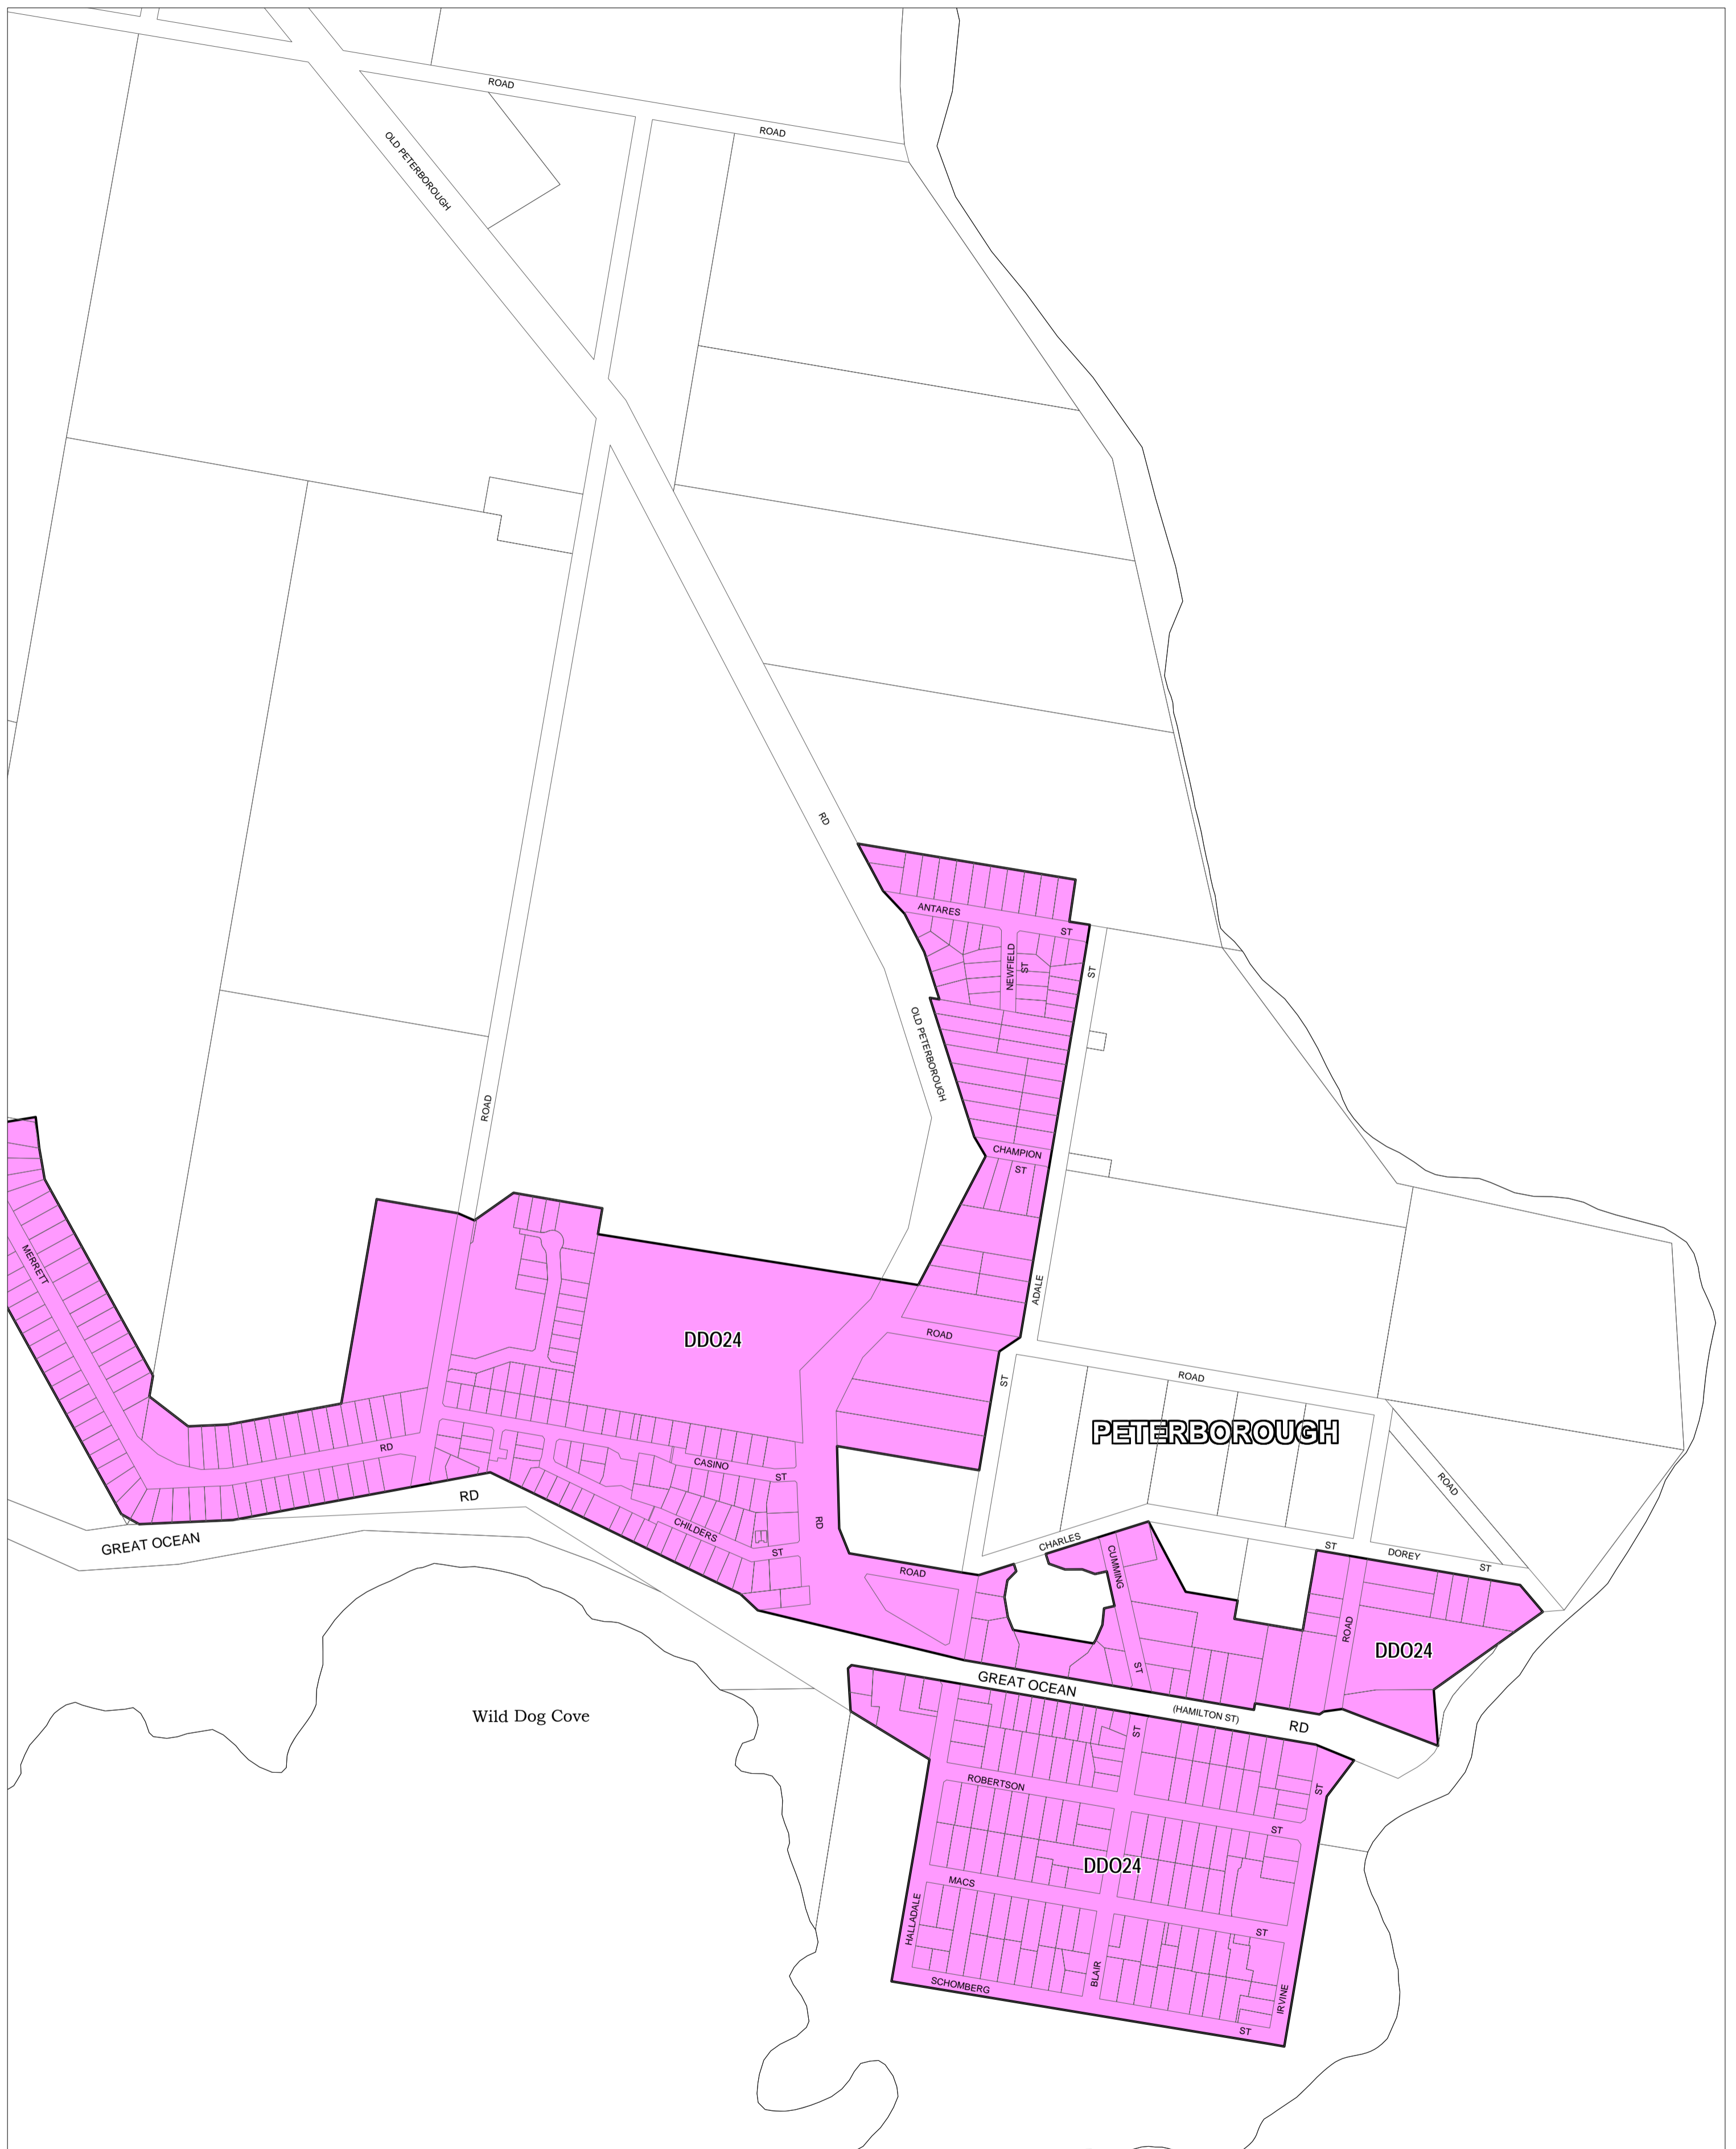 ROAD
ROAD
OLD PETERBOROUGH
RD
ANTARES
ST
NEWFIELD
ST
ST
OLD PETERBOROUGH
ROAD
CHAMPION
ST
MERRETT
ADALE
DDO24
ROAD
ST
ROAD
PETERBOROUGH
RD
CASINO
ST
ROAD
RD
GREAT OCEAN
CHILDERS
RD
ST
CHARLES
ST
DOREY
ST
ROAD
CUMMING
ROAD
DDO24
ST
GREAT OCEAN
(HAMILTON ST)
RD
Wild Dog Cove
ST
ROBERTSON
ST
ST
DDO24
MACS
HALLADALE
ST
BLAIR
SCHOMBERG
IRVINE
ST